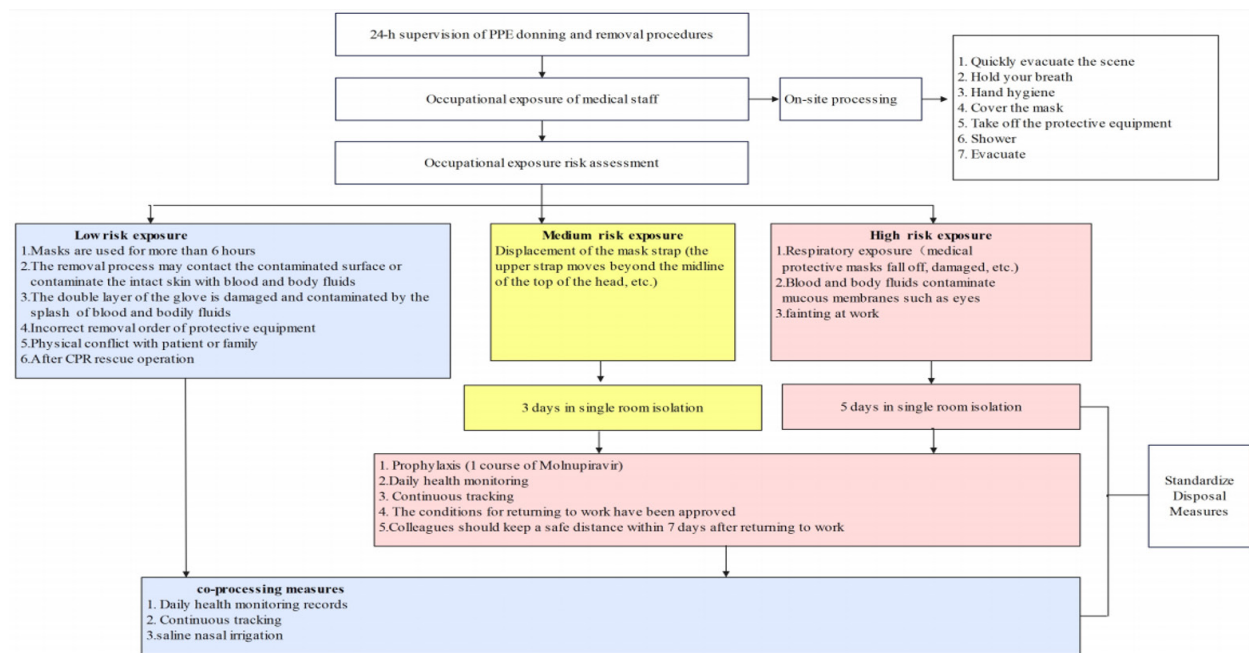 24-h supervision of PPE donning and removal procedures
Occupational exposure of medical staff
On-site processing
1. Quickly evacuate the scene
2. Hold your breath
3. Hand hygiene
4. Cover the mask
5. Take off the protective equipment
6. Shower
7. Evacuate
Occupational exposure risk assessment
Low risk exposure
1.Masks are used for more than 6 hours
2.The removal process may contact the contaminated surface or
contaminate the intact skin with blood and body fluids
3.The double layer of the glove is damaged and contaminated by the
splash of blood and bodily fluids
4.Incorrect removal order of protective equipment
5.Physical conflict with patient or family
6.After CPR rescue operation
Medium risk exposure
Displacement of the mask strap (the
upper strap moves beyond the midline
of the top of the head, etc.)
High risk exposure
1.Respiratory exposure（medical
protective masks fall off, damaged, etc.)
2.Blood and body fluids contaminate
mucous membranes such as eyes
3.fainting at work
3 days in single room isolation
5 days in single room isolation
1. Prophylaxis (1 course of Molnupiravir)
2.Daily health monitoring
3. Continuous tracking
4. The conditions for returning to work have been approved
5.Colleagues should keep a safe distance within 7 days after returning to work
Standardize
Disposal
Measures
co-processing measures
1. Daily health monitoring records
2. Continuous tracking
3.saline nasal irrigation